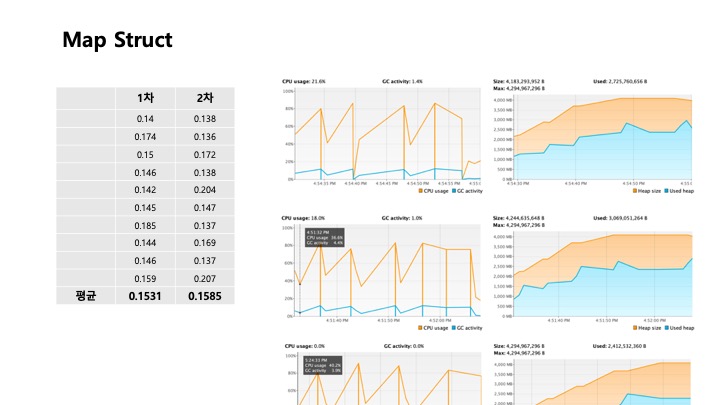 Map Struct
1차 2차
0.14 0.138
0.174 0.136
0.15 0.172
0.146 0.138
0.142 0.204
0.145 0.147
0.185 0.137
0.144 0.169
0.146 0.137
0.159 0.207
평균 0.1531 0.1585
CPU usage: 21.6% GC activity: 1.4%
100%
80%
60%
40%
20%
0%
4:54:35 PM 4:54:40 PM 4:54:45 PM 4:54:50 PM 4:55:0
CPU usage GC activity
Size: 4,183,293,952 B Used: 2,725,760,656 B
Max: 4,294,967,296 B
4,000 MB
3,500 MB
3,000 MB
2,500 MB
2,000 MB
1,500 MB
1,000 MB
500 MB
0 MB
4:54:30 PM 4:54:40 PM 4:54:50 PM 4:55:0
Heap size Used heap
CPU usage: 18.0% GC activity: 1.0%
100%
80%
60%
40%
20%
0%
4:51:32 PM
CPU usage
GC activity
4:51:40 PM 4:51:50 PM 4:52:00 PM
CPU usage GC activity
Size: 4,244,635,648 B Used: 3,069,051,264 B
Max: 4,294,967,296 B
4,000 MB
3,500 MB
3,000 MB
2,500 MB
2,000 MB
1,500 MB
1,000 MB
500 MB
0 MB
4:51:40 PM 4:51:50 PM 4:52:00 PM
Heap size Used heap
CPU usage: 0.0% GC activity: 0.0%
100%
80%
60%
5:24:33 PM
CPU usage
GC activity
Size: 4,294,967,296 B Used: 2,412,532,360 B
Max: 4,294,967,296 B
4,000 MB
3,500 MB
3,000 MB
2,500 MB
2,000 MB